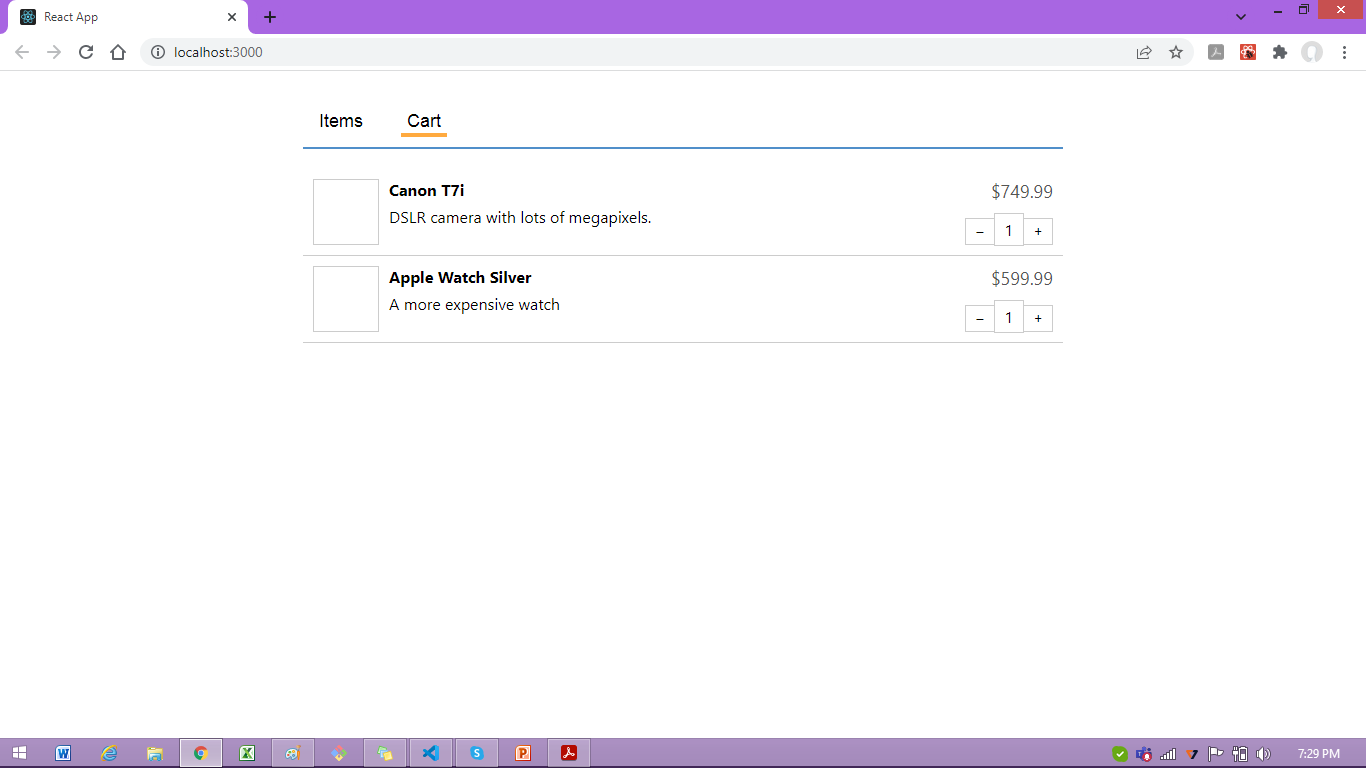 React App
localhost:3000
Items Cart
Canon T7i $749.99
DSLR camera with lots of megapixels.
– 1 +
Apple Watch Silver $599.99
A more expensive watch
– 1 +
7:29 PM